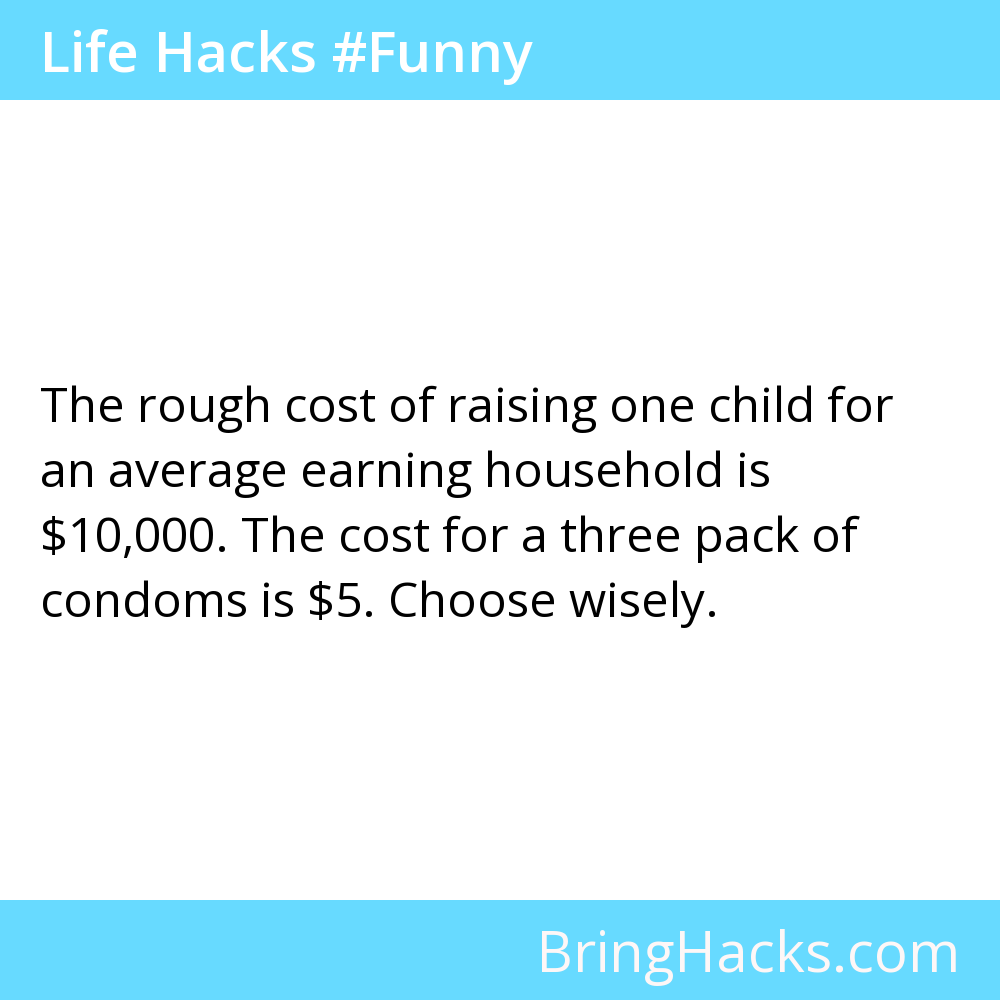 Life Hacks #Funny
The rough cost of raising one child for
an average earning household is
$10,000. The cost for a three pack of
condoms is $5. Choose wisely.
BringHacks.com